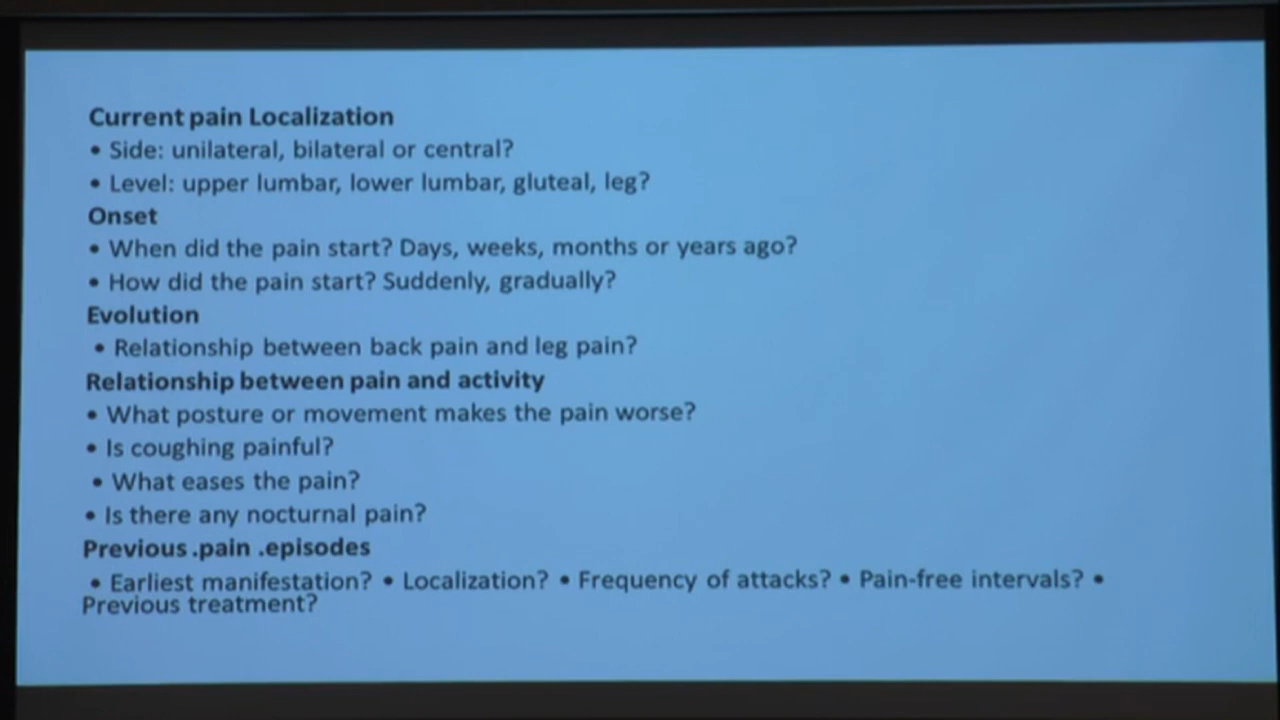 Current pain Localization
• Side: unilateral, bilateral or central?
• Level: upper lumbar, lower lumbar, gluteal, leg?
Onset
• When did the pain start? Days, weeks, months or years ago?
• How did the pain start? Suddenly, gradually?
Evolution
• Relationship between back pain and leg pain?
Relationship between pain and activity
• What posture or movement makes the pain worse?
• Is coughing painful?
• What eases the pain?
• Is there any nocturnal pain?
Previous .pain .episodes
• Earliest manifestation? • Localization? • Frequency of attacks? • Pain-free intervals? •
Previous treatment?